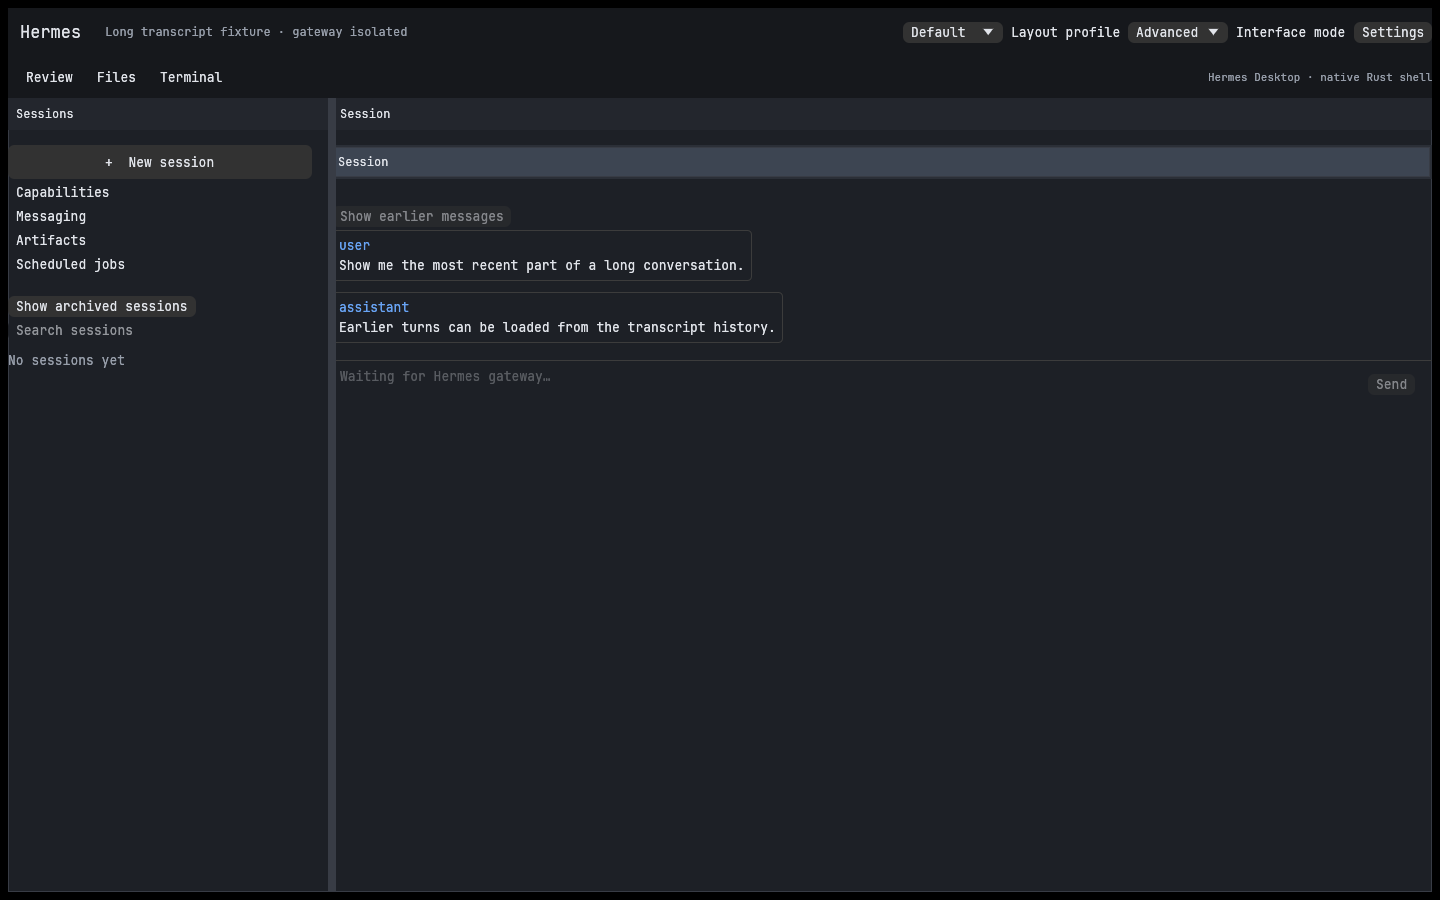 Hermes
Long transcript fixture · gateway isolated
Default
Layout profile
Advanced
Interface mode
Settings
Review
Files
Terminal
Hermes Desktop · native Rust shell
Sessions
+ New session
Capabilities
Messaging
Artifacts
Scheduled jobs
Show archived sessions
Search sessions
No sessions yet
Session
Session
Show earlier messages
user
Show me the most recent part of a long conversation.
assistant
Earlier turns can be loaded from the transcript history.
Waiting for Hermes gateway…
Send